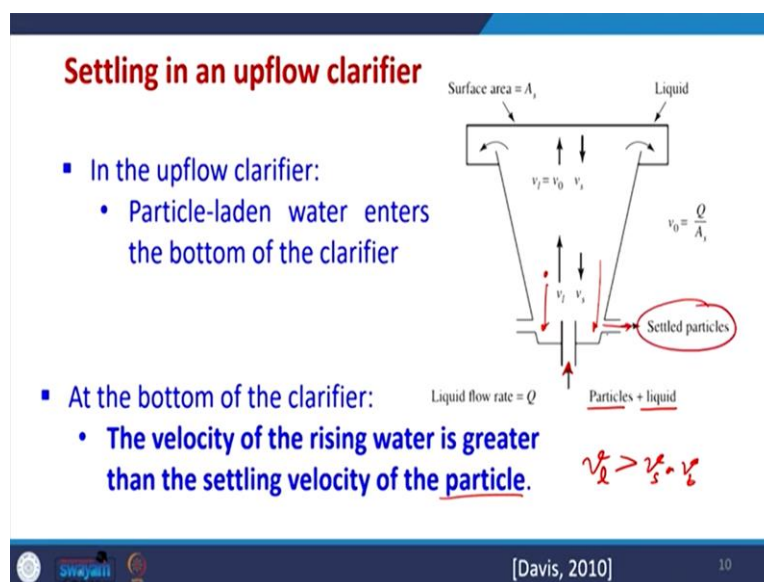 Settling in an upflow clarifier
▪ In the upflow clarifier:
• Particle-laden water enters
the bottom of the clarifier
Surface area = Aₛ
Liquid
vₗ = v₀ vₛ
v₀ = Q / Aₛ
vₗ vₛ
Settled particles
Liquid flow rate = Q
Particles + liquid
▪ At the bottom of the clarifier:
• The velocity of the rising water is greater
than the settling velocity of the particle.
vₗ > vₛ
swayam
[Davis, 2010]
10